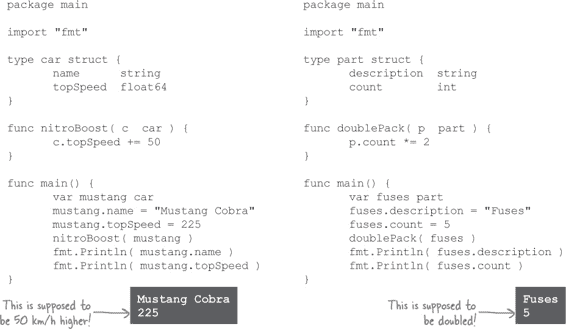 package main
import "fmt"
type car struct {
name string
topSpeed float64
}
func nitroBoost( c car ) {
c.topSpeed += 50
}
func main() {
var mustang car
mustang.name = "Mustang Cobra"
mustang.topSpeed = 225
nitroBoost( mustang )
fmt.Println( mustang.name )
fmt.Println( mustang.topSpeed )
}
This is supposed to
be 50 km/h higher!
Mustang Cobra
225
package main
import "fmt"
type part struct {
description string
count int
}
func doublePack( p part ) {
p.count *= 2
}
func main() {
var fuses part
fuses.description = "Fuses"
fuses.count = 5
doublePack( fuses )
fmt.Println( fuses.description )
fmt.Println( fuses.count )
}
This is supposed to
be doubled!
Fuses
5